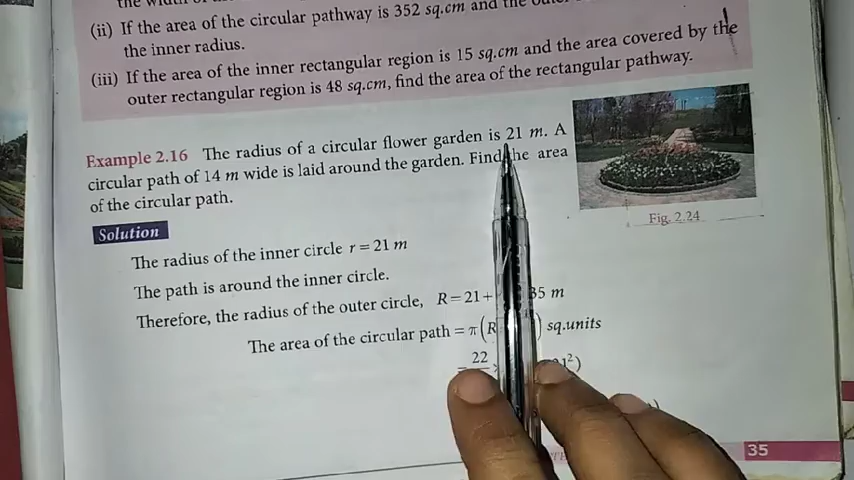 (ii) If the area of the circular pathway is 352 sq.cm and the
the inner radius.
(iii) If the area of the inner rectangular region is 15 sq.cm and the area covered by the
outer rectangular region is 48 sq.cm, find the area of the rectangular pathway.
Example 2.16 The radius of a circular flower garden is 21 m. A
circular path of 14 m wide is laid around the garden. Find the area
of the circular path.
Fig. 2.24
Solution
The radius of the inner circle r = 21 m
The path is around the inner circle.
Therefore, the radius of the outer circle, R = 21 + 35 m
The area of the circular path = π(R ) sq.units
= 22
35